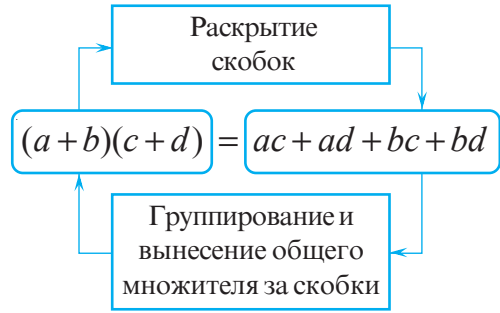 Раскрытие
скобок
(a+b)(c+d) = ac+ad+bc+bd
Группирование и
вынесение общего
множителя за скобки